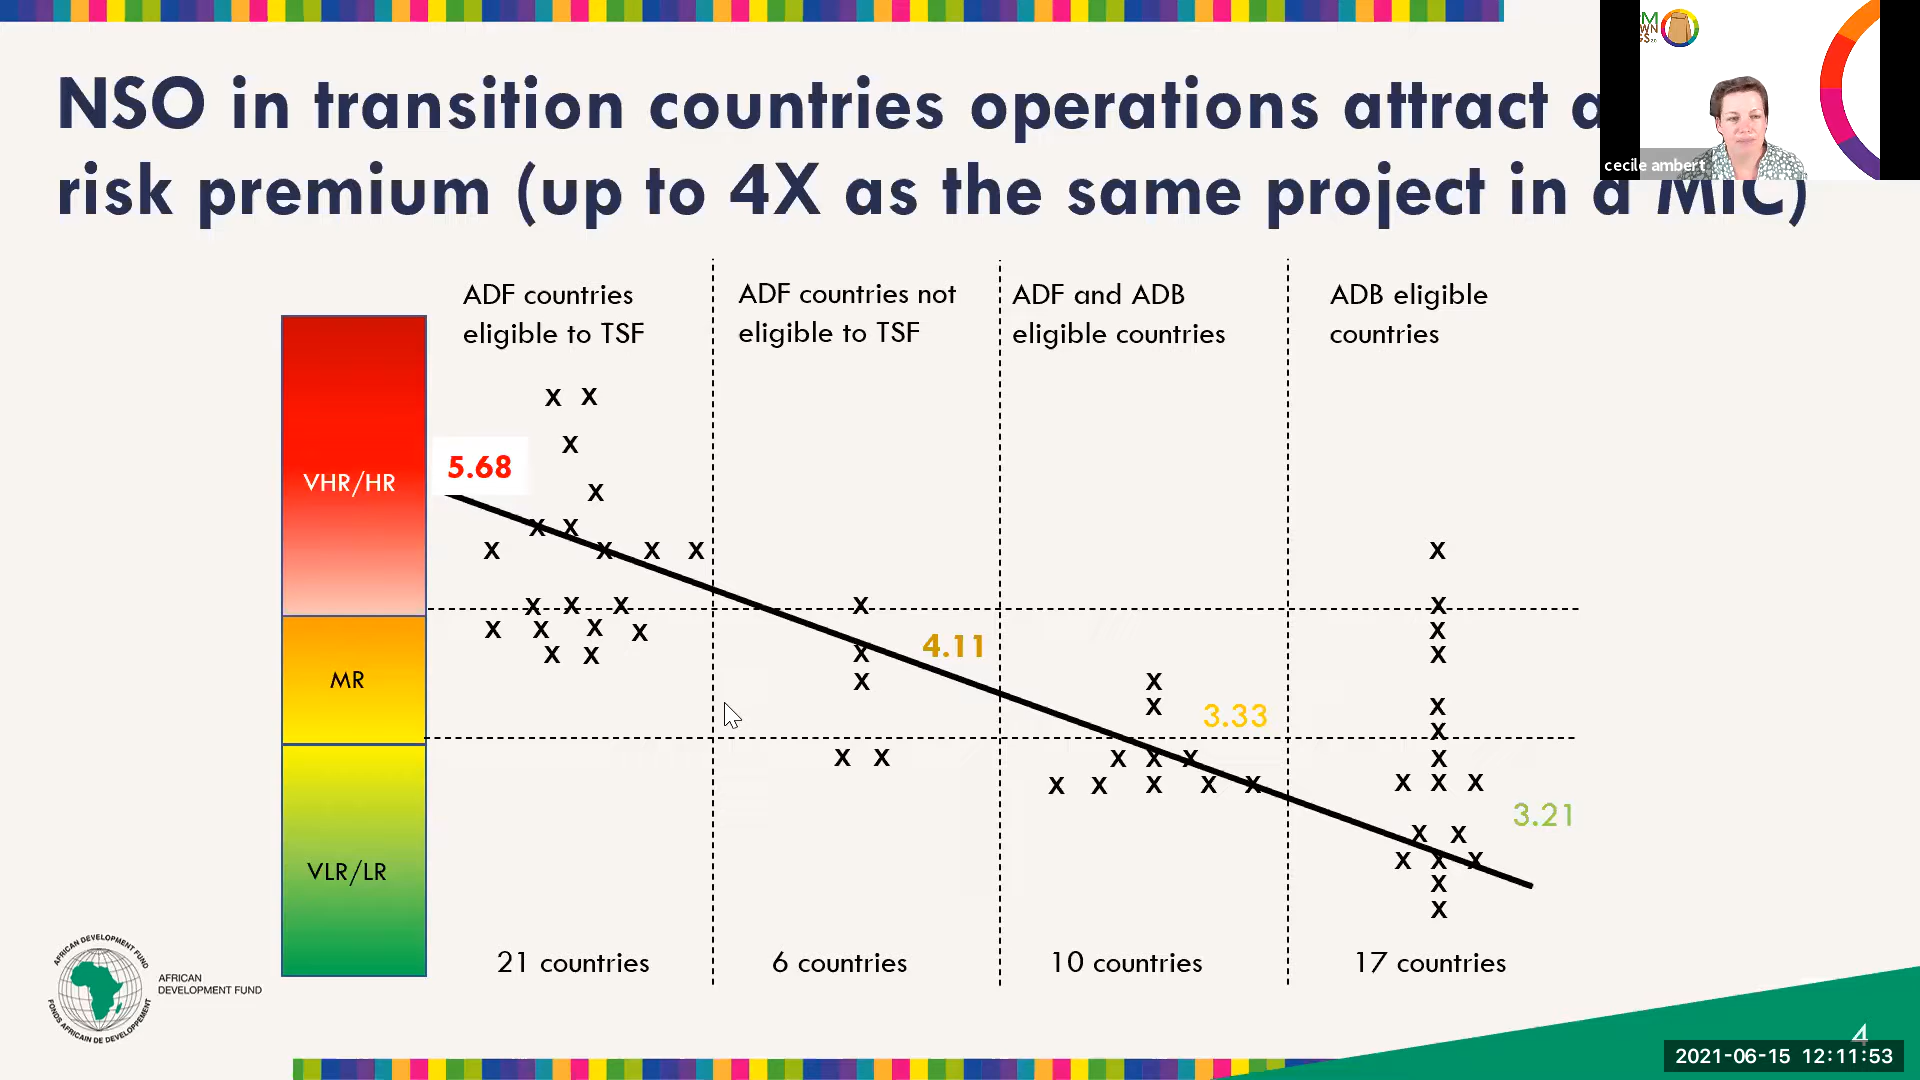 NSO in transition countries operations attract a
risk premium (up to 4X as the same project in a MIC)
cecile ambert
ADF countries
eligible to TSF
ADF countries not
eligible to TSF
ADF and ADB
eligible countries
ADB eligible
countries
x x
x
5.68
x
x x
x x x x
VHR/HR
x x x
x
x
x x x x
4.11
x
x x
x
x
x
MR
x
x
3.33
x
x
x x
x x x
x
x x x x x
x x x
3.21
x x
x x x
VLR/LR
x
x
21 countries
6 countries
10 countries
17 countries
AFRICAN DEVELOPMENT FUND
FONDS AFRICAIN DE DEVELOPPEMENT
AFRICAN
DEVELOPMENT FUND
4
2021-06-15 12:11:53